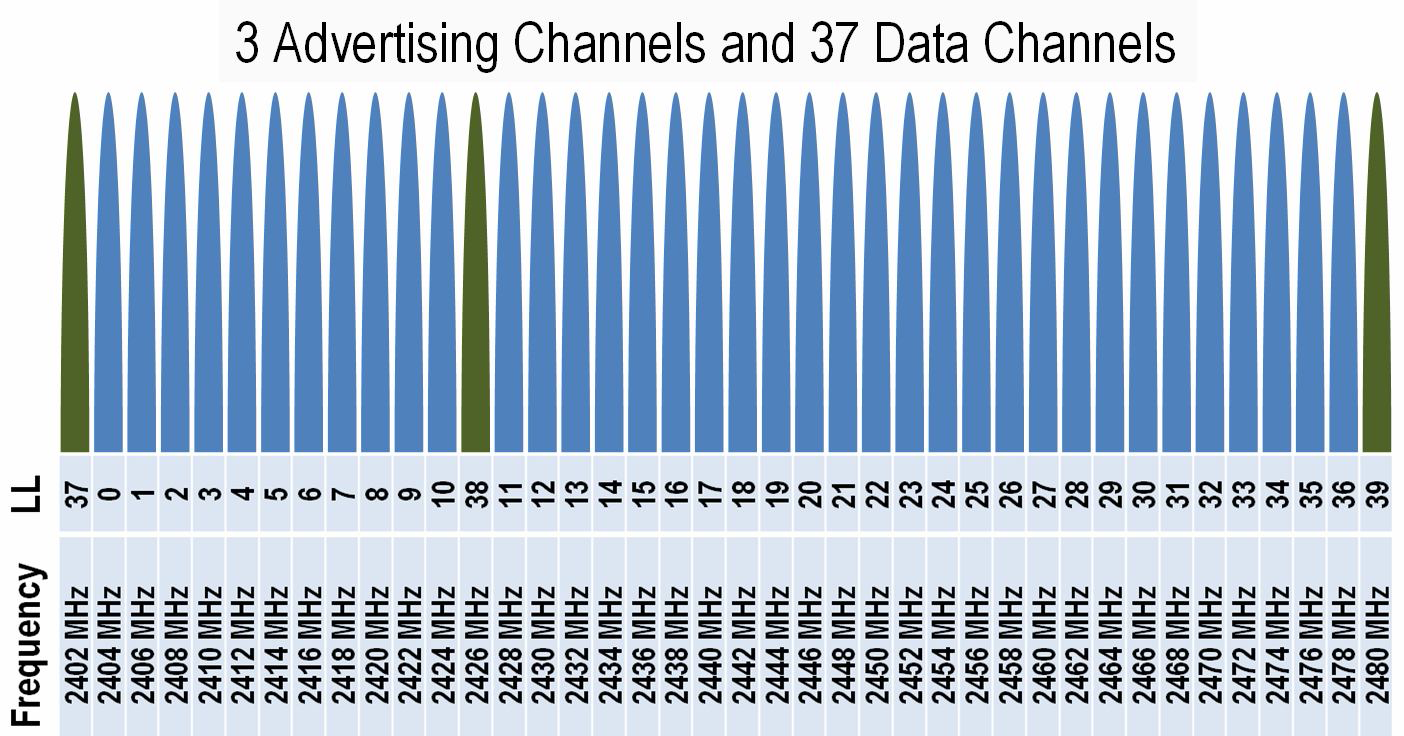 3 Advertising Channels and 37 Data Channels
LL 37 0 1 2 3 4 5 6 7 8 9 10 38 11 12 13 14 15 16 17 18 19 20 21 22 23 24 25 26 27 28 29 30 31 32 33 34 35 36 39
Frequency 2402 MHz 2404 MHz 2406 MHz 2408 MHz 2410 MHz 2412 MHz 2414 MHz 2416 MHz 2418 MHz 2420 MHz 2422 MHz 2424 MHz 2426 MHz 2428 MHz 2430 MHz 2432 MHz 2434 MHz 2436 MHz 2438 MHz 2440 MHz 2442 MHz 2444 MHz 2446 MHz 2448 MHz 2450 MHz 2452 MHz 2454 MHz 2456 MHz 2458 MHz 2460 MHz 2462 MHz 2464 MHz 2466 MHz 2468 MHz 2470 MHz 2472 MHz 2474 MHz 2476 MHz 2478 MHz 2480 MHz